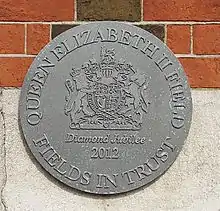 QUEEN ELIZABETH II FIELD
Diamond Jubilee
2012
FIELDS IN TRUST